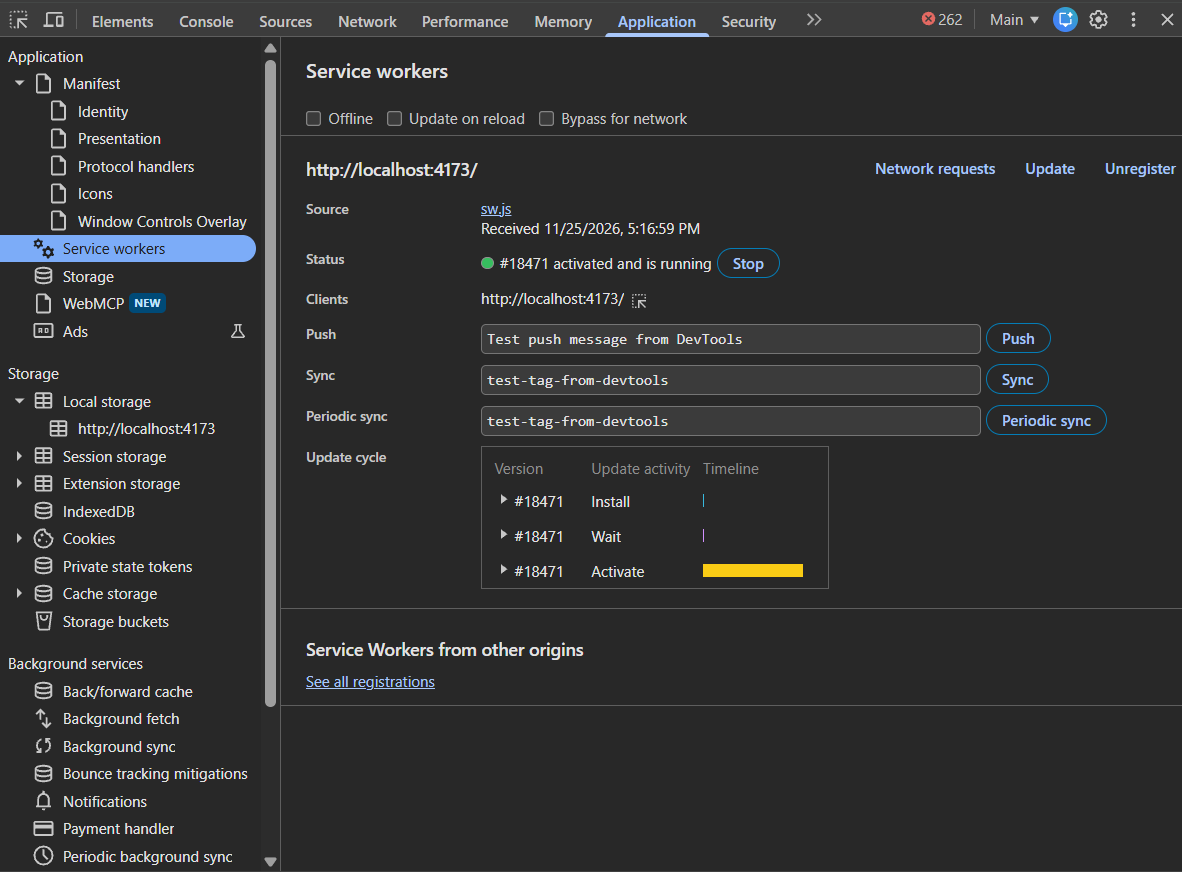 Elements Console Sources Network Performance Memory Application Security 262 Main
Application
Manifest
Identity
Presentation
Protocol handlers
Icons
Window Controls Overlay
Service workers
Storage
WebMCP NEW
Ads
Storage
Local storage
http://localhost:4173
Session storage
Extension storage
IndexedDB
Cookies
Private state tokens
Cache storage
Storage buckets
Background services
Back/forward cache
Background fetch
Background sync
Bounce tracking mitigations
Notifications
Payment handler
Periodic background sync
Service workers
Offline Update on reload Bypass for network
http://localhost:4173/ Network requests Update Unregister
Source sw.js
Received 11/25/2026, 5:16:59 PM
Status #18471 activated and is running Stop
Clients http://localhost:4173/
Push Test push message from DevTools Push
Sync test-tag-from-devtools Sync
Periodic sync test-tag-from-devtools Periodic sync
Update cycle
Version Update activity Timeline
#18471 Install
#18471 Wait
#18471 Activate
Service Workers from other origins
See all registrations